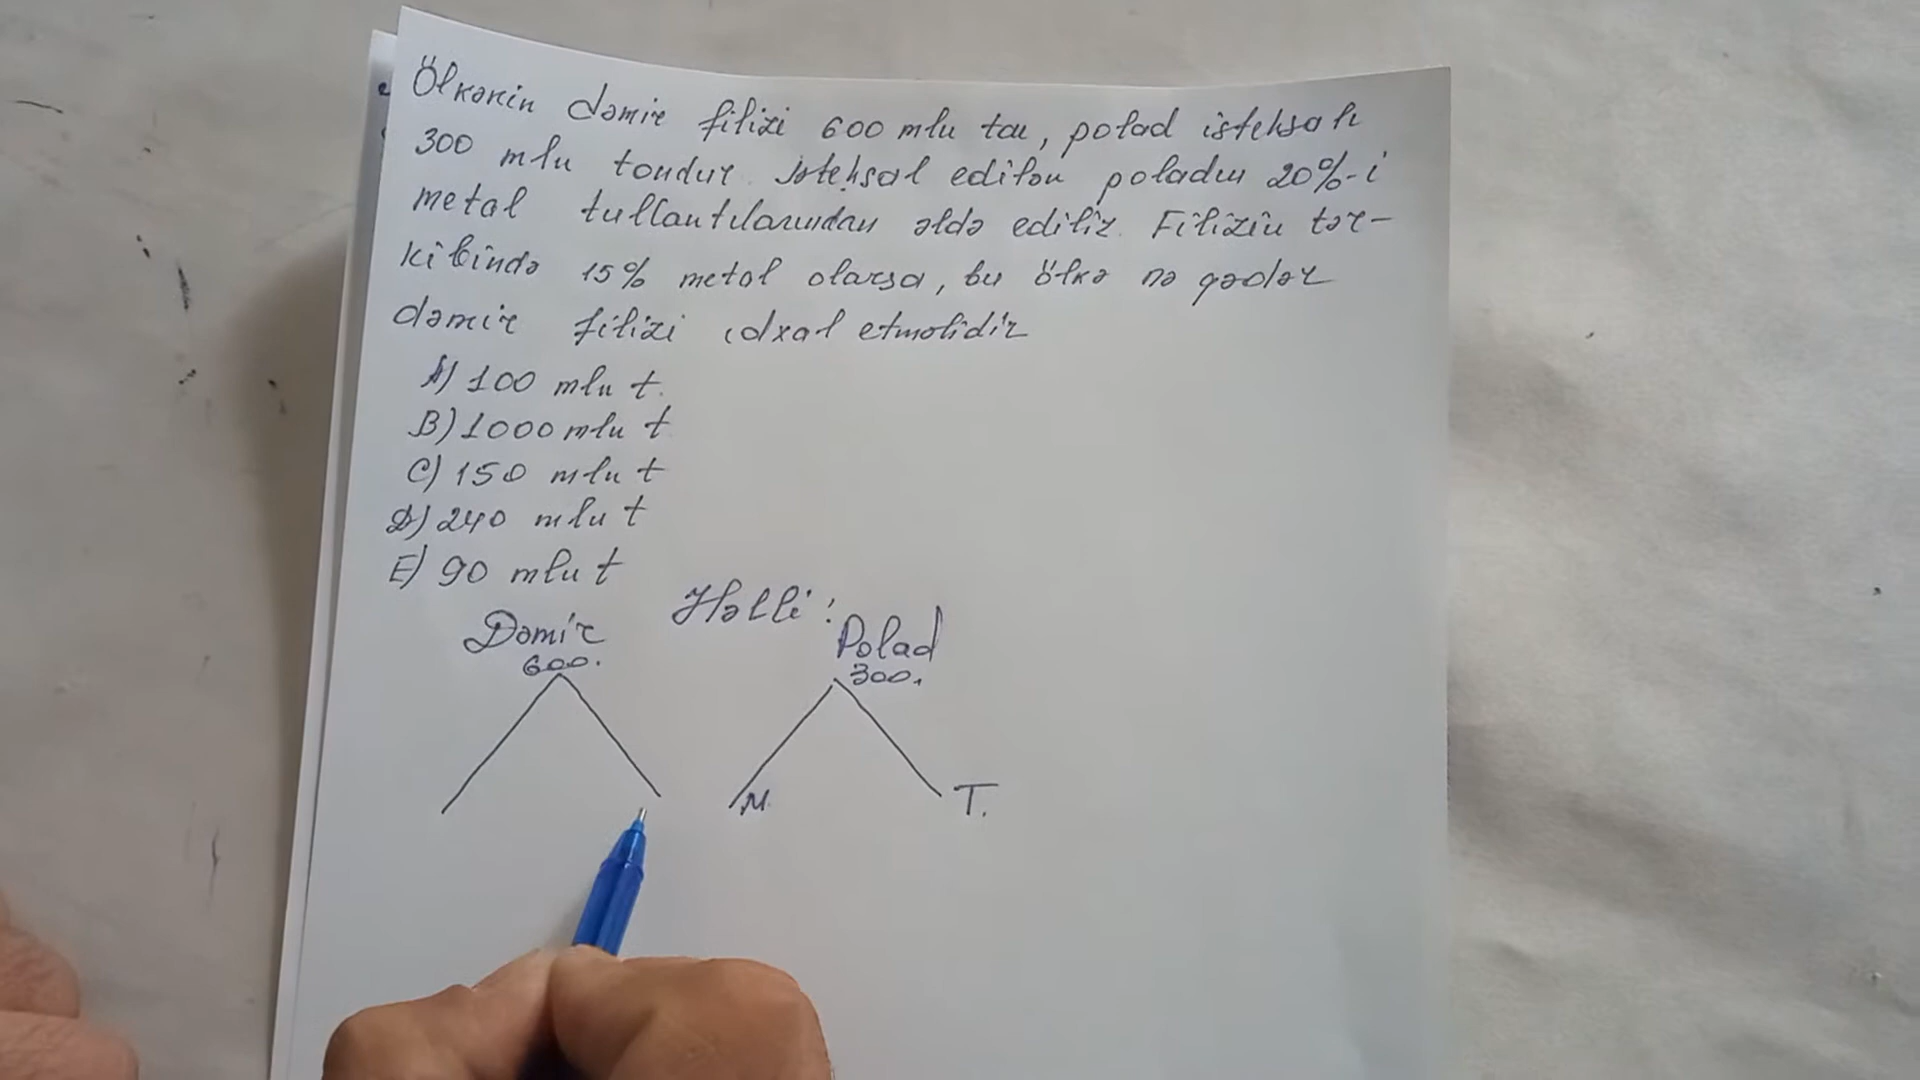 Ölkənin dəmir filizi 600 mln ton, polad istehsalı
300 mln tondur. İstehsal edilən poladın 20%-i
metal tullantılarından əldə edilir. Filizin tər-
kibində 15% metal olarsa, bu ölkə nə qədər
dəmir filizi idxal etməlidir
A) 100 mln t.
B) 1000 mln t
C) 150 mln t
D) 240 mln t
E) 90 mln t
Həlli:
Dəmir Polad
600. 300.
M. T.